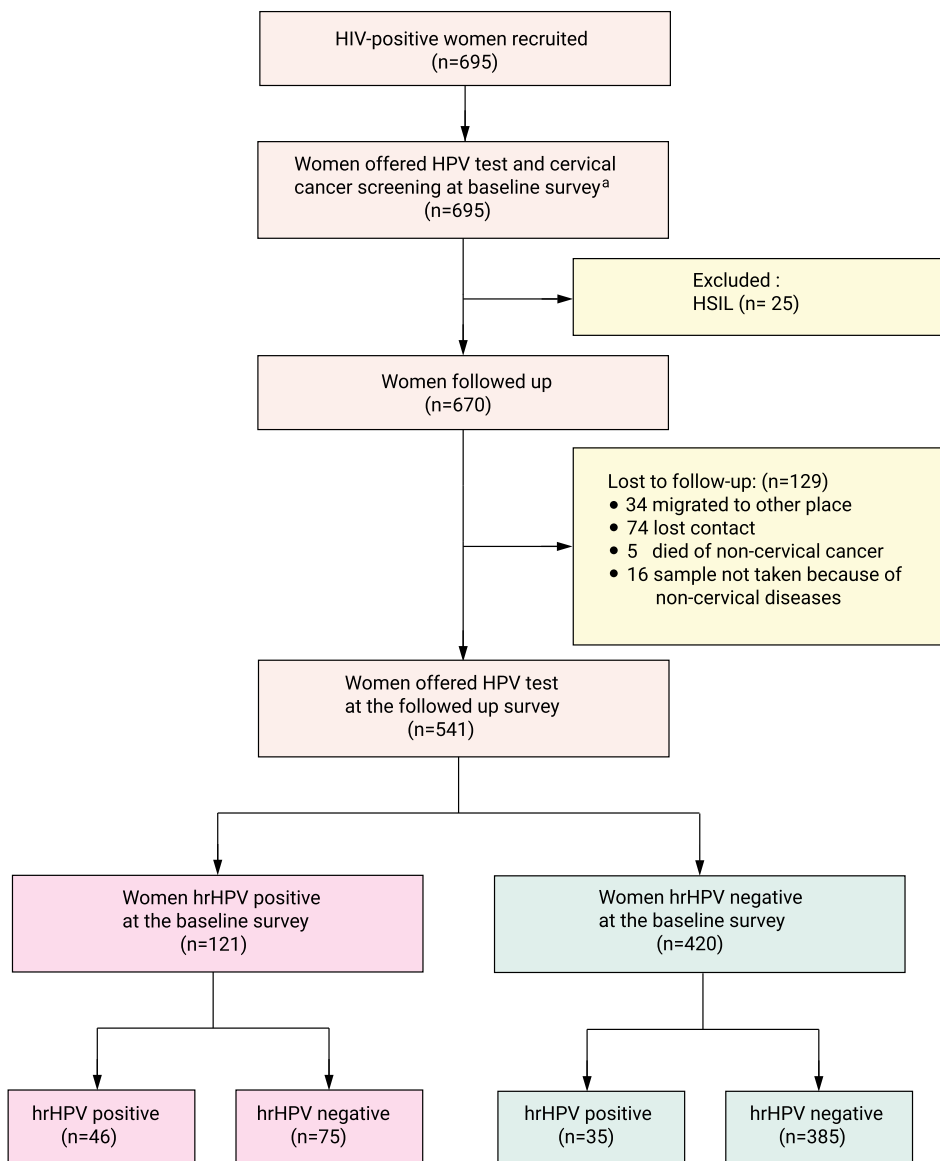 HIV-positive women recruited
(n=695)
Women offered HPV test and cervical
cancer screening at baseline surveyª
(n=695)
Excluded :
HSIL (n= 25)
Women followed up
(n=670)
Lost to follow-up: (n=129)
• 34 migrated to other place
• 74 lost contact
• 5 died of non-cervical cancer
• 16 sample not taken because of
non-cervical diseases
Women offered HPV test
at the followed up survey
(n=541)
Women hrHPV positive
at the baseline survey
(n=121)
Women hrHPV negative
at the baseline survey
(n=420)
hrHPV positive
(n=46)
hrHPV negative
(n=75)
hrHPV positive
(n=35)
hrHPV negative
(n=385)